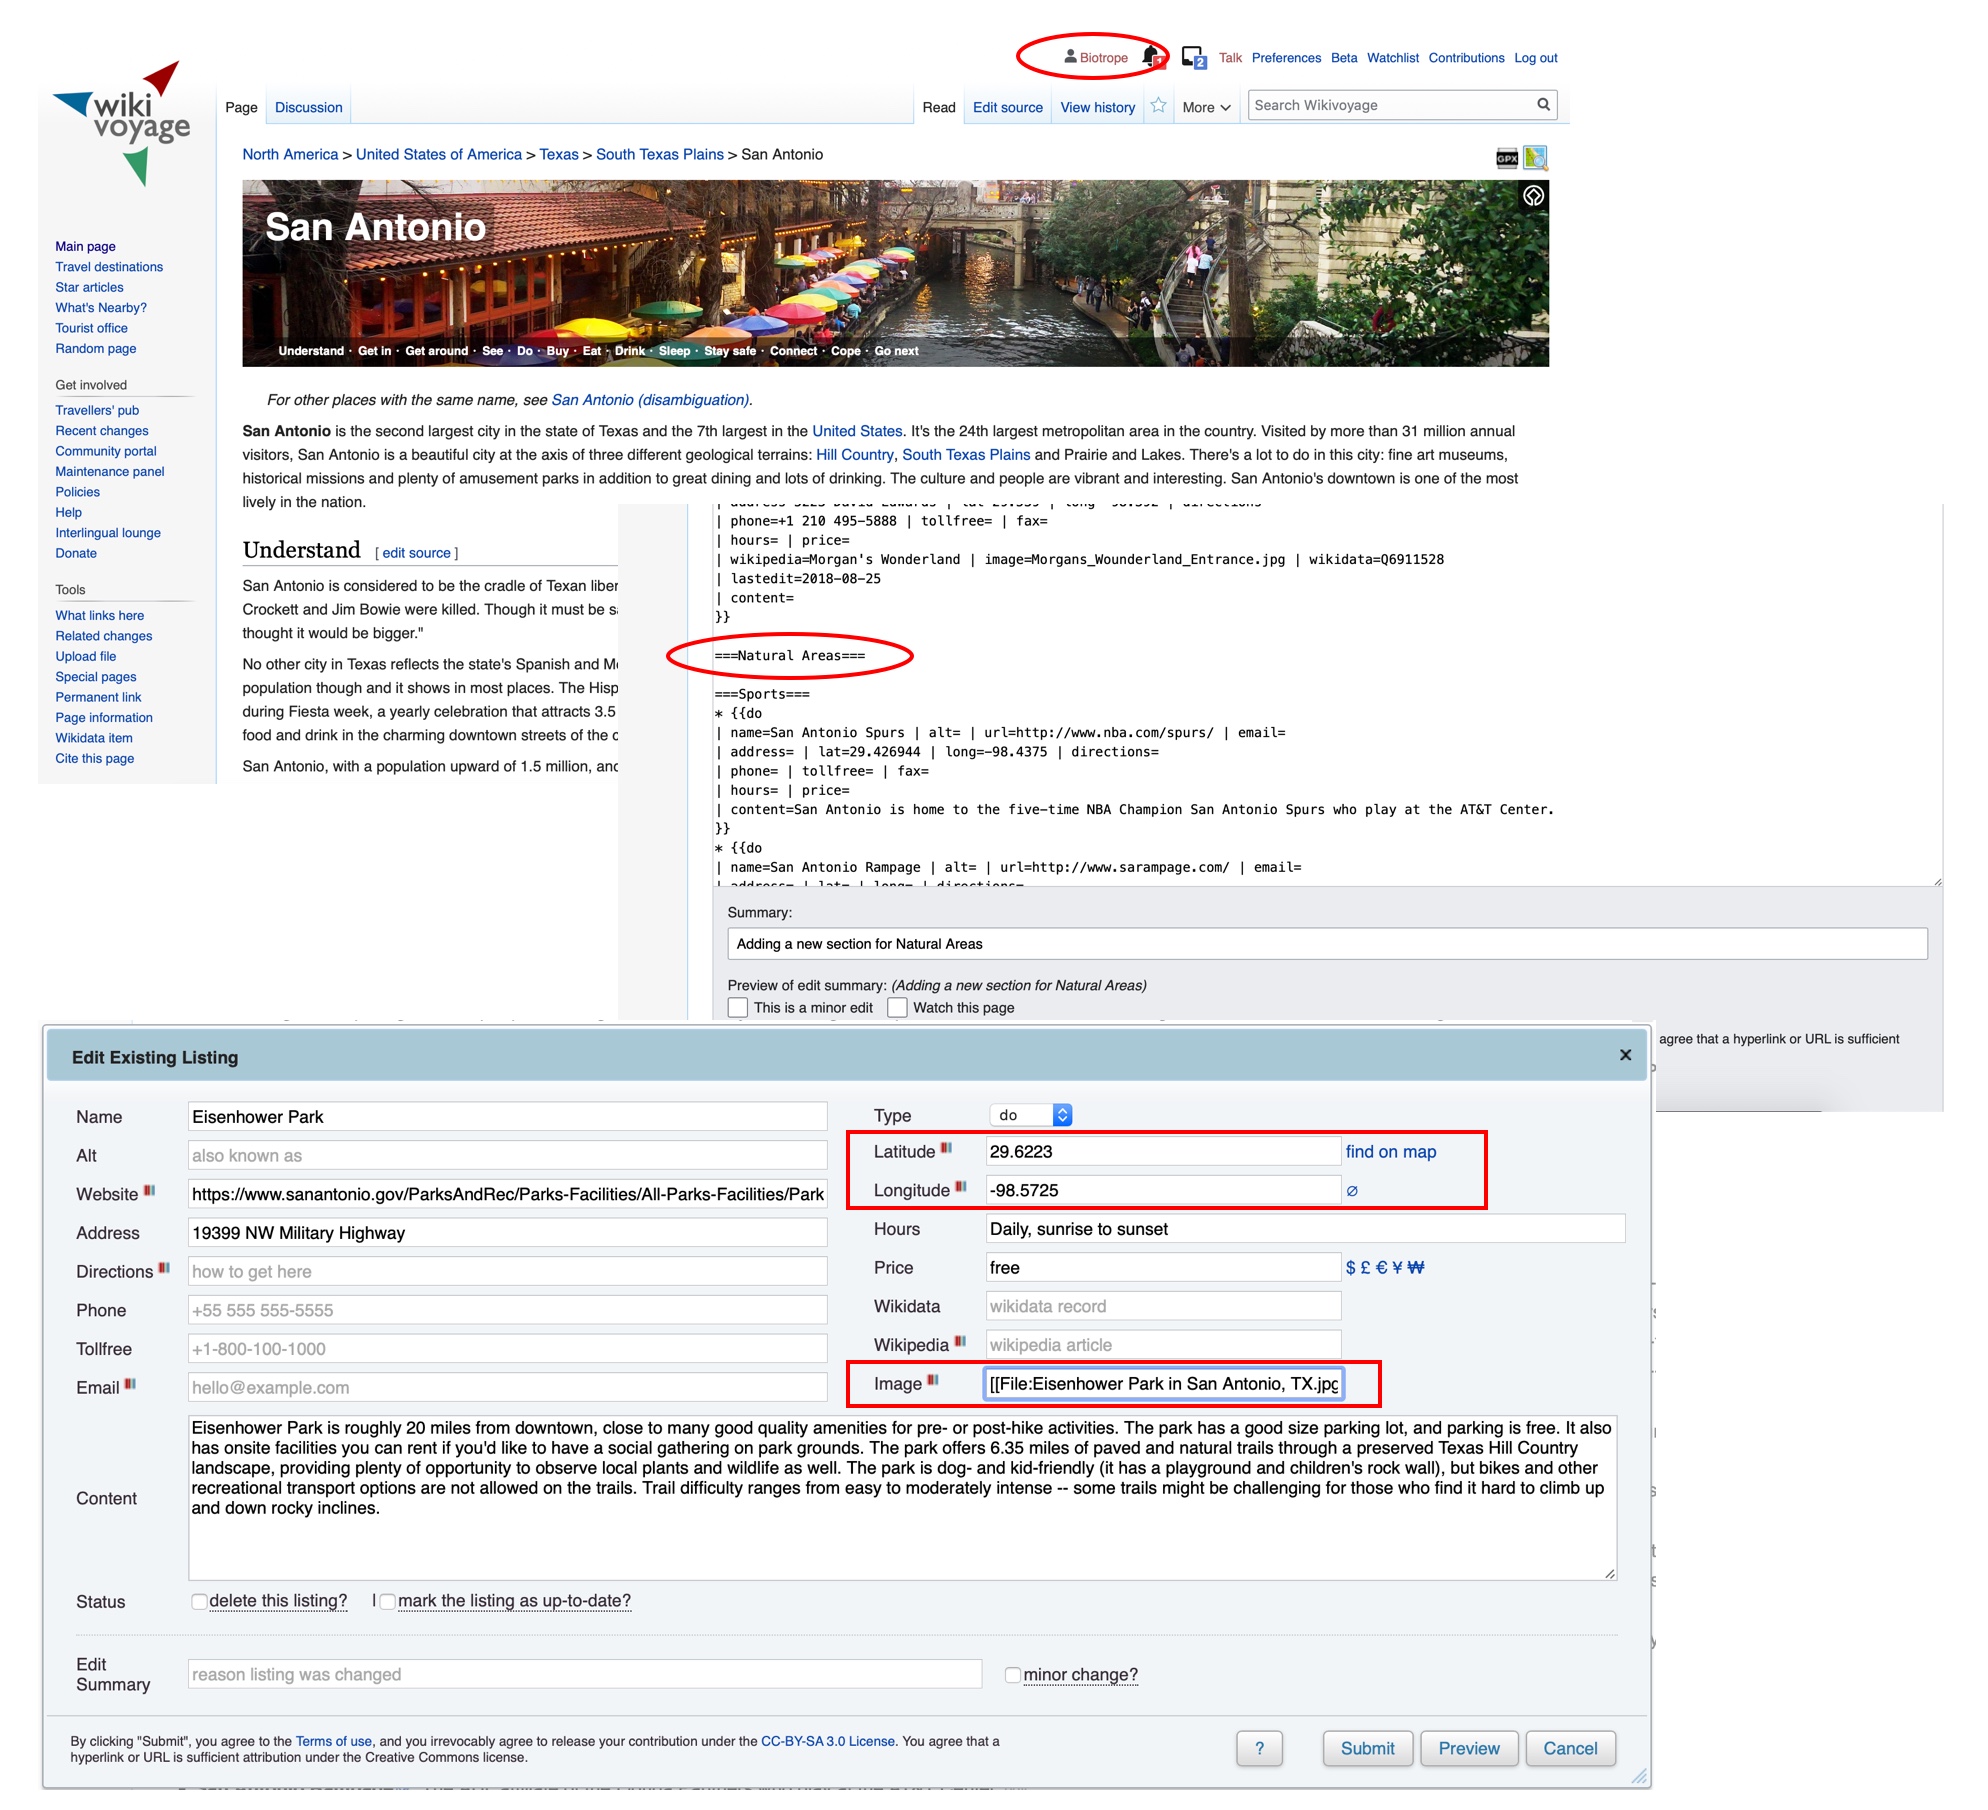 Biotrope 1 2 Talk Preferences Beta Watchlist Contributions Log out
wiki
voyage
Page Discussion Read Edit source View history More Search Wikivoyage
North America > United States of America > Texas > South Texas Plains > San Antonio
GPX
San Antonio
Understand · Get in · Get around · See · Do · Buy · Eat · Drink · Sleep · Stay safe · Connect · Cope · Go next
Main page
Travel destinations
Star articles
What's Nearby?
Tourist office
Random page
Get involved
Travellers' pub
Recent changes
Community portal
Maintenance panel
Policies
Help
Interlingual lounge
Donate
Tools
What links here
Related changes
Upload file
Special pages
Permanent link
Page information
Wikidata item
Cite this page
For other places with the same name, see San Antonio (disambiguation).
San Antonio is the second largest city in the state of Texas and the 7th largest in the United States. It's the 24th largest metropolitan area in the country. Visited by more than 31 million annual
visitors, San Antonio is a beautiful city at the axis of three different geological terrains: Hill Country, South Texas Plains and Prairie and Lakes. There's a lot to do in this city: fine art museums,
historical missions and plenty of amusement parks in addition to great dining and lots of drinking. The culture and people are vibrant and interesting. San Antonio's downtown is one of the most
lively in the nation.
Understand [ edit source ]
San Antonio is considered to be the cradle of Texan liber
Crockett and Jim Bowie were killed. Though it must be s
thought it would be bigger."
No other city in Texas reflects the state's Spanish and M
population though and it shows in most places. The Hisp
during Fiesta week, a yearly celebration that attracts 3.5
food and drink in the charming downtown streets of the c
San Antonio, with a population upward of 1.5 million, and
| phone=+1 210 495-5888 | tollfree= | fax=
| hours= | price=
| wikipedia=Morgan's Wonderland | image=Morgans_Wounderland_Entrance.jpg | wikidata=Q6911528
| lastedit=2018-08-25
| content=
}}
===Natural Areas===
===Sports===
* {{do
| name=San Antonio Spurs | alt= | url=http://www.nba.com/spurs/ | email=
| address= | lat=29.426944 | long=-98.4375 | directions=
| phone= | tollfree= | fax=
| hours= | price=
| content=San Antonio is home to the five-time NBA Champion San Antonio Spurs who play at the AT&T Center.
}}
* {{do
| name=San Antonio Rampage | alt= | url=http://www.sarampage.com/ | email=
| address= | lat= | long= | directions=
Summary:
Adding a new section for Natural Areas
Preview of edit summary: (Adding a new section for Natural Areas)
This is a minor edit Watch this page
agree that a hyperlink or URL is sufficient
Edit Existing Listing x
Name Eisenhower Park
Alt also known as
Website https://www.sanantonio.gov/ParksAndRec/Parks-Facilities/All-Parks-Facilities/Park
Address 19399 NW Military Highway
Directions how to get here
Phone +55 555 555-5555
Tollfree +1-800-100-1000
Email hello@example.com
Type do
Latitude 29.6223 find on map
Longitude -98.5725 ∅
Hours Daily, sunrise to sunset
Price free $ £ € ¥ ₩
Wikidata wikidata record
Wikipedia wikipedia article
Image [[File:Eisenhower Park in San Antonio, TX.jpg
Content
Eisenhower Park is roughly 20 miles from downtown, close to many good quality amenities for pre- or post-hike activities. The park has a good size parking lot, and parking is free. It also
has onsite facilities you can rent if you'd like to have a social gathering on park grounds. The park offers 6.35 miles of paved and natural trails through a preserved Texas Hill Country
landscape, providing plenty of opportunity to observe local plants and wildlife as well. The park is dog- and kid-friendly (it has a playground and children's rock wall), but bikes and other
recreational transport options are not allowed on the trails. Trail difficulty ranges from easy to moderately intense -- some trails might be challenging for those who find it hard to climb up
and down rocky inclines.
Status delete this listing? | mark the listing as up-to-date?
Edit
Summary reason listing was changed minor change?
By clicking "Submit", you agree to the Terms of use, and you irrevocably agree to release your contribution under the CC-BY-SA 3.0 License. You agree that a
hyperlink or URL is sufficient attribution under the Creative Commons license.
? Submit Preview Cancel